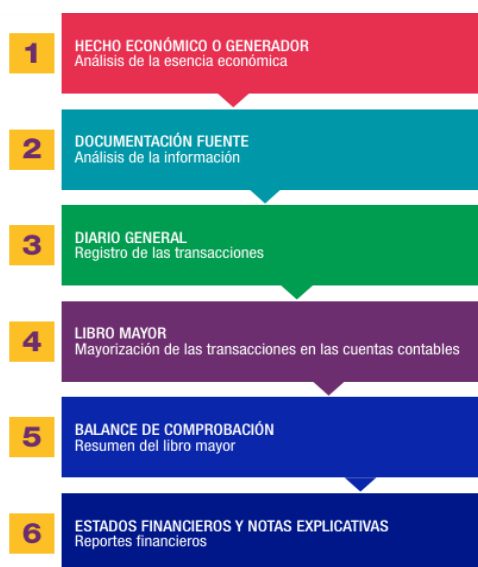 1
HECHO ECONÓMICO O GENERADOR
Análisis de la esencia económica
2
DOCUMENTACIÓN FUENTE
Análisis de la información
3
DIARIO GENERAL
Registro de las transacciones
4
LIBRO MAYOR
Mayorización de las transacciones en las cuentas contables
5
BALANCE DE COMPROBACIÓN
Resumen del libro mayor
6
ESTADOS FINANCIEROS Y NOTAS EXPLICATIVAS
Reportes financieros